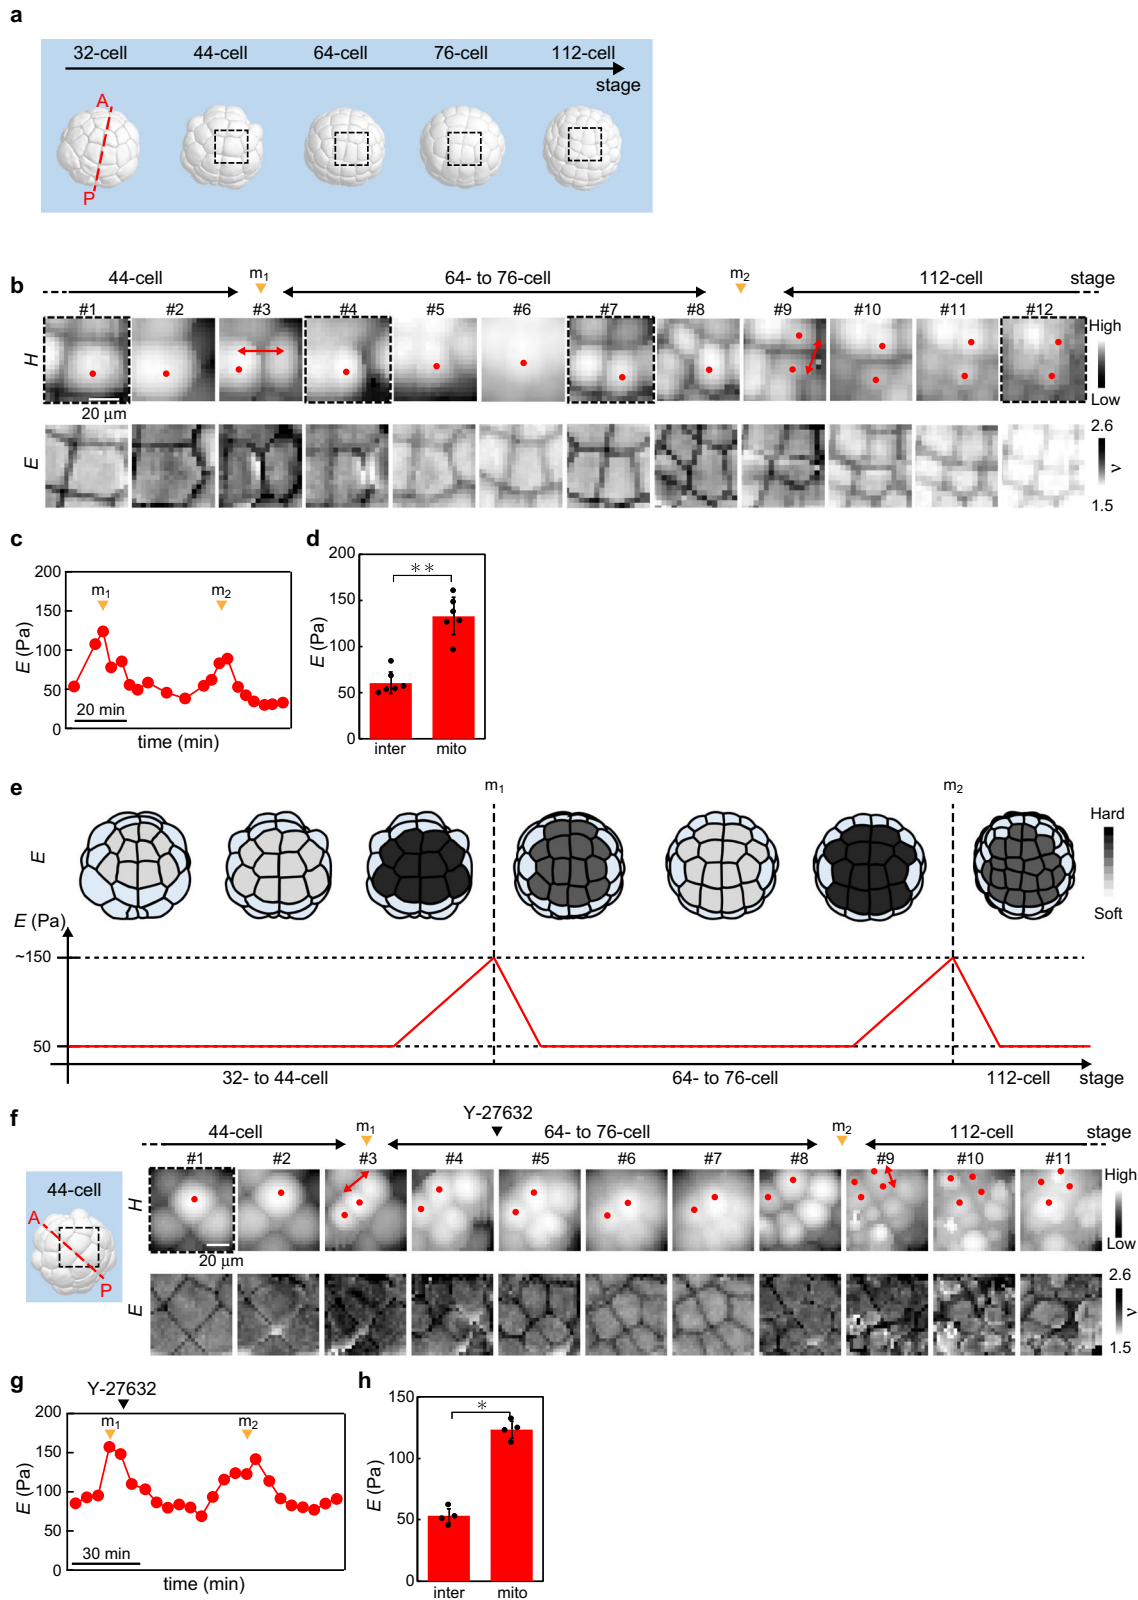 a
32-cell 44-cell 64-cell 76-cell 112-cell
stage
A
P
b
44-cell m1 64- to 76-cell m2 112-cell stage
#1 #2 #3 #4 #5 #6 #7 #8 #9 #10 #11 #12
H
High
Low
20 μm
E
2.6
ν
1.5
c
E (Pa)
200
150
100
50
0
m1 m2
20 min
time (min)
d
E (Pa)
200
150
100
50
0
**
inter mito
e
m1 m2
E
Hard
Soft
E (Pa)
~150
50
32- to 44-cell 64- to 76-cell 112-cell stage
f
Y-27632
44-cell m1 64- to 76-cell m2 112-cell stage
#1 #2 #3 #4 #5 #6 #7 #8 #9 #10 #11
44-cell
A
P
H
High
Low
20 μm
E
2.6
ν
1.5
g
Y-27632
E (Pa)
200
150
100
50
0
m1 m2
30 min
time (min)
h
E (Pa)
150
100
50
0
*
inter mito